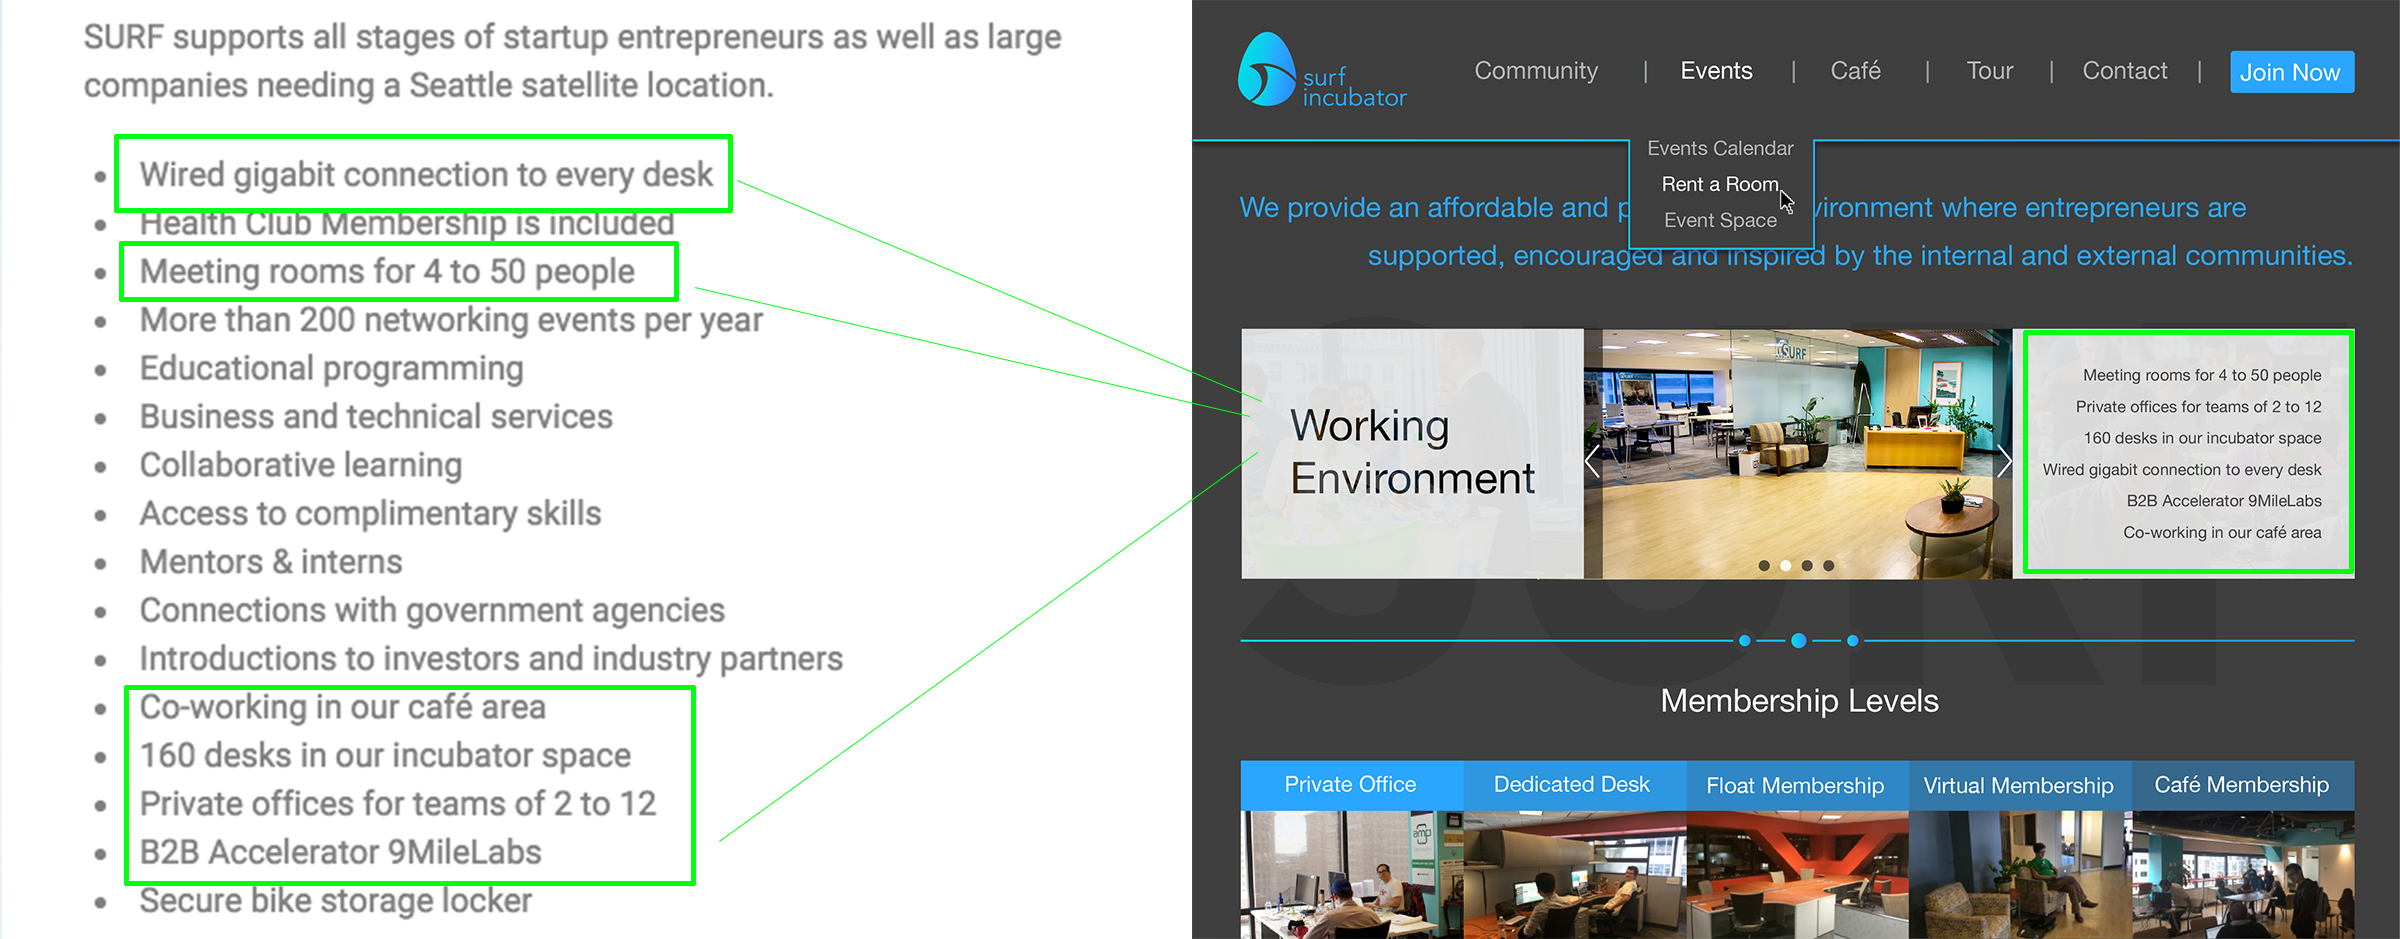 SURF supports all stages of startup entrepreneurs as well as large
companies needing a Seattle satellite location.
Wired gigabit connection to every desk
Health Club Membership is included
Meeting rooms for 4 to 50 people
More than 200 networking events per year
Educational programming
Business and technical services
Collaborative learning
Access to complimentary skills
Mentors & interns
Connections with government agencies
Introductions to investors and industry partners
Co-working in our café area
160 desks in our incubator space
Private offices for teams of 2 to 12
B2B Accelerator 9MileLabs
Secure bike storage locker
surf
incubator
Community | Events | Café | Tour | Contact | Join Now
Events Calendar
Rent a Room
Event Space
We provide an affordable and vironment where entrepreneurs are
supported, encouraged and inspired by the internal and external communities.
Working
Environment
SURF
Meeting rooms for 4 to 50 people
Private offices for teams of 2 to 12
160 desks in our incubator space
Wired gigabit connection to every desk
B2B Accelerator 9MileLabs
Co-working in our café area
SURF
Membership Levels
Private Office
Dedicated Desk
Float Membership
Virtual Membership
Café Membership
amp